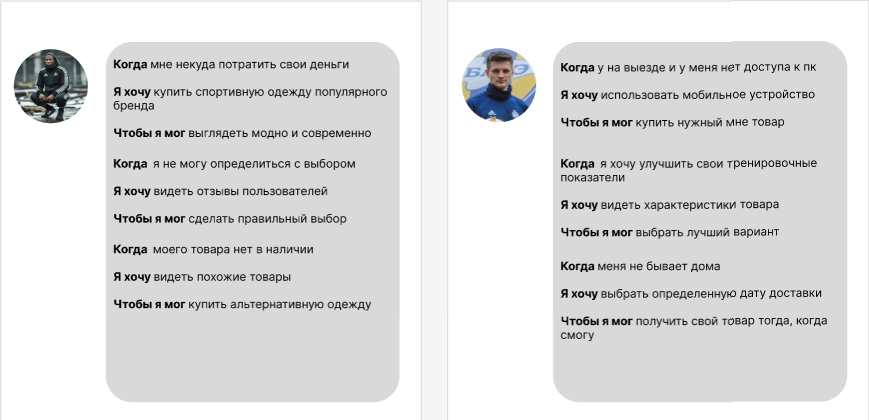 Когда мне некуда потратить свои деньги
Я хочу купить спортивную одежду популярного
бренда
Чтобы я мог выглядеть модно и современно
Когда я не могу определиться с выбором
Я хочу видеть отзывы пользователей
Чтобы я мог сделать правильный выбор
Когда моего товара нет в наличии
Я хочу видеть похожие товары
Чтобы я мог купить альтернативную одежду
Когда у на выезде и у меня нет доступа к пк
Я хочу использовать мобильное устройство
Чтобы я мог купить нужный мне товар
Когда я хочу улучшить свои тренировочные
показатели
Я хочу видеть характеристики товара
Чтобы я мог выбрать лучший вариант
Когда меня не бывает дома
Я хочу выбрать определенную дату доставки
Чтобы я мог получить свой товар тогда, когда
смогу